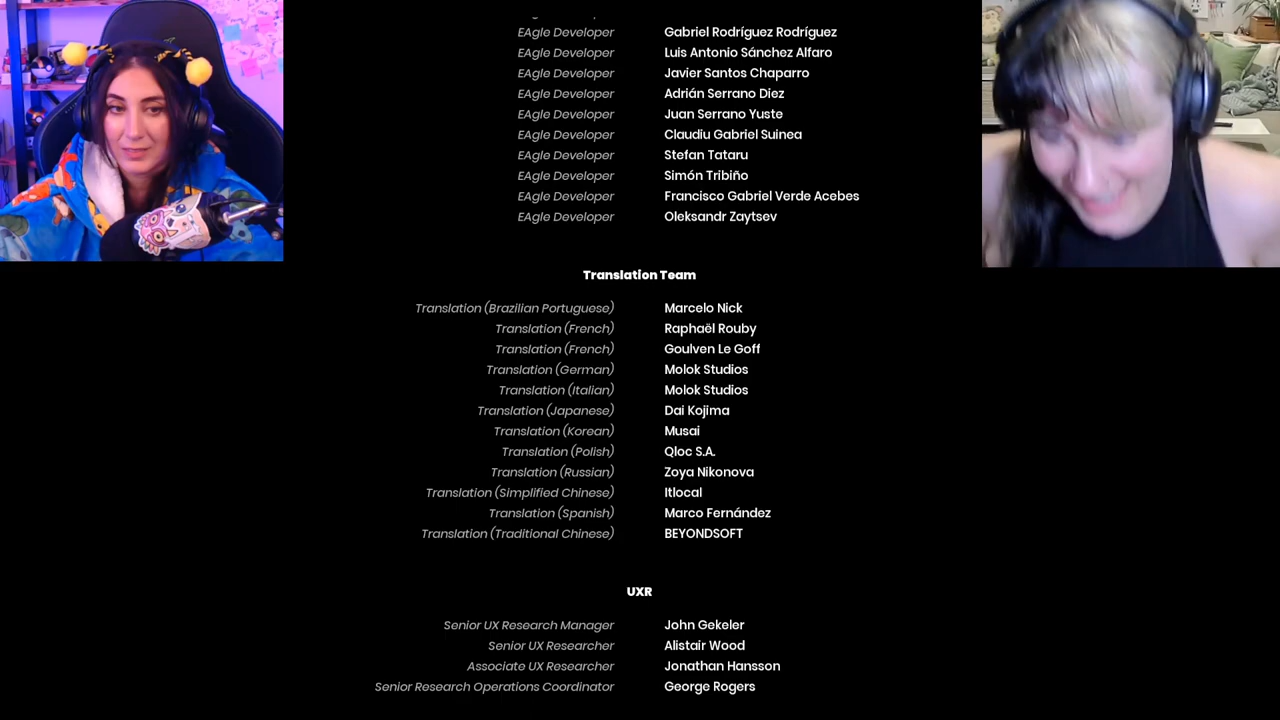 EAgle Developer Gabriel Rodríguez Rodríguez
EAgle Developer Luis Antonio Sánchez Alfaro
EAgle Developer Javier Santos Chaparro
EAgle Developer Adrián Serrano Diez
EAgle Developer Juan Serrano Yuste
EAgle Developer Claudiu Gabriel Suinea
EAgle Developer Stefan Tataru
EAgle Developer Simón Tribiño
EAgle Developer Francisco Gabriel Verde Acebes
EAgle Developer Oleksandr Zaytsev
Translation Team
Translation (Brazilian Portuguese) Marcelo Nick
Translation (French) Raphaël Rouby
Translation (French) Goulven Le Goff
Translation (German) Molok Studios
Translation (Italian) Molok Studios
Translation (Japanese) Dai Kojima
Translation (Korean) Musai
Translation (Polish) Qloc S.A.
Translation (Russian) Zoya Nikonova
Translation (Simplified Chinese) Itlocal
Translation (Spanish) Marco Fernández
Translation (Traditional Chinese) BEYONDSOFT
UXR
Senior UX Research Manager John Gekeler
Senior UX Researcher Alistair Wood
Associate UX Researcher Jonathan Hansson
Senior Research Operations Coordinator George Rogers